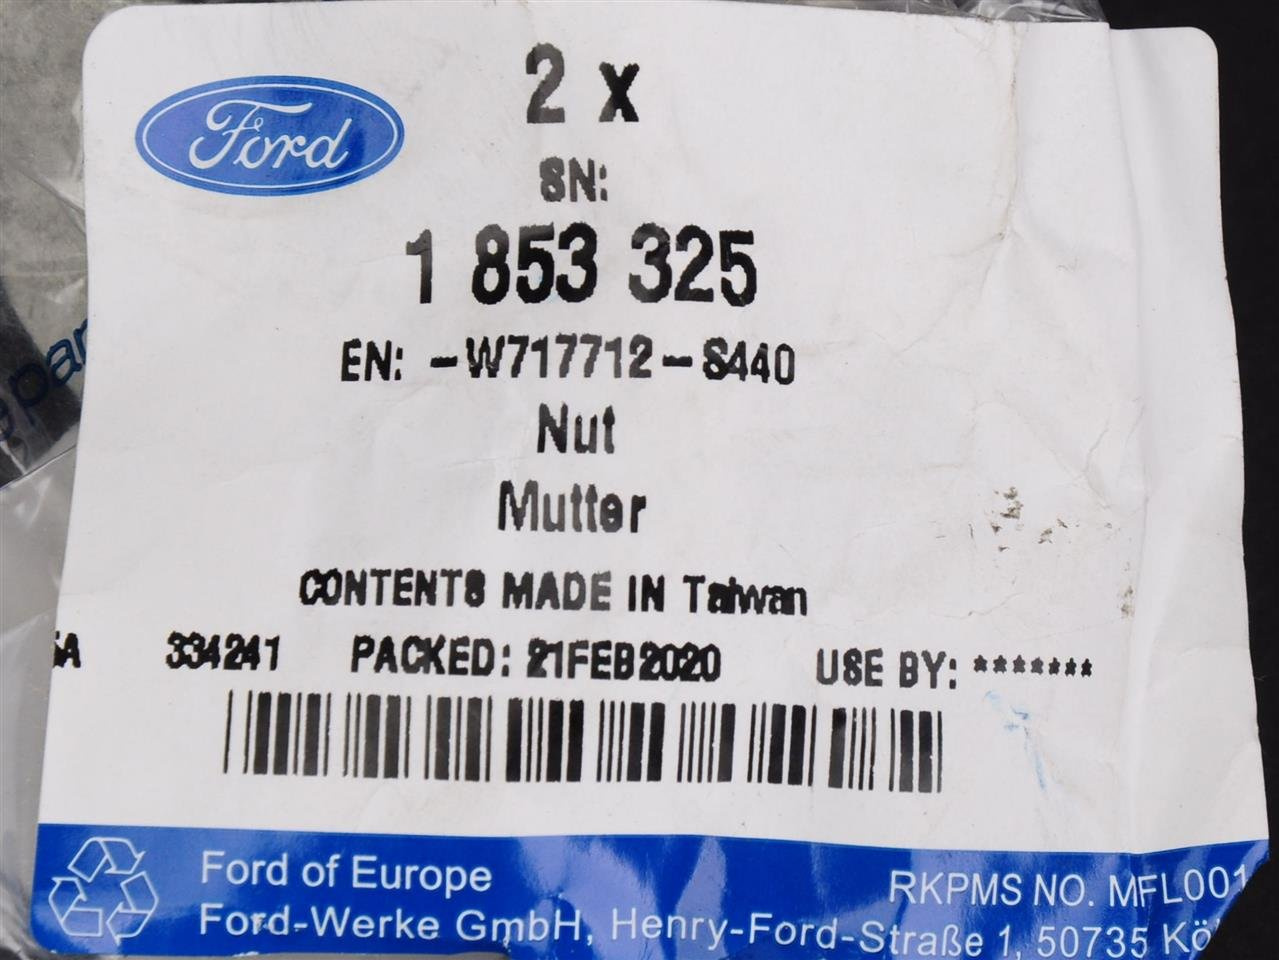 Ford
2 x
SN:
1 853 325
EN: -W717712-S440
Nut
Mutter
CONTENTS MADE IN Taiwan
334241 PACKED: 21FEB2020 USE BY: *******
Ford of Europe
RKPMS NO. MFL001
Ford-Werke GmbH, Henry-Ford-Straße 1, 50735 Kö